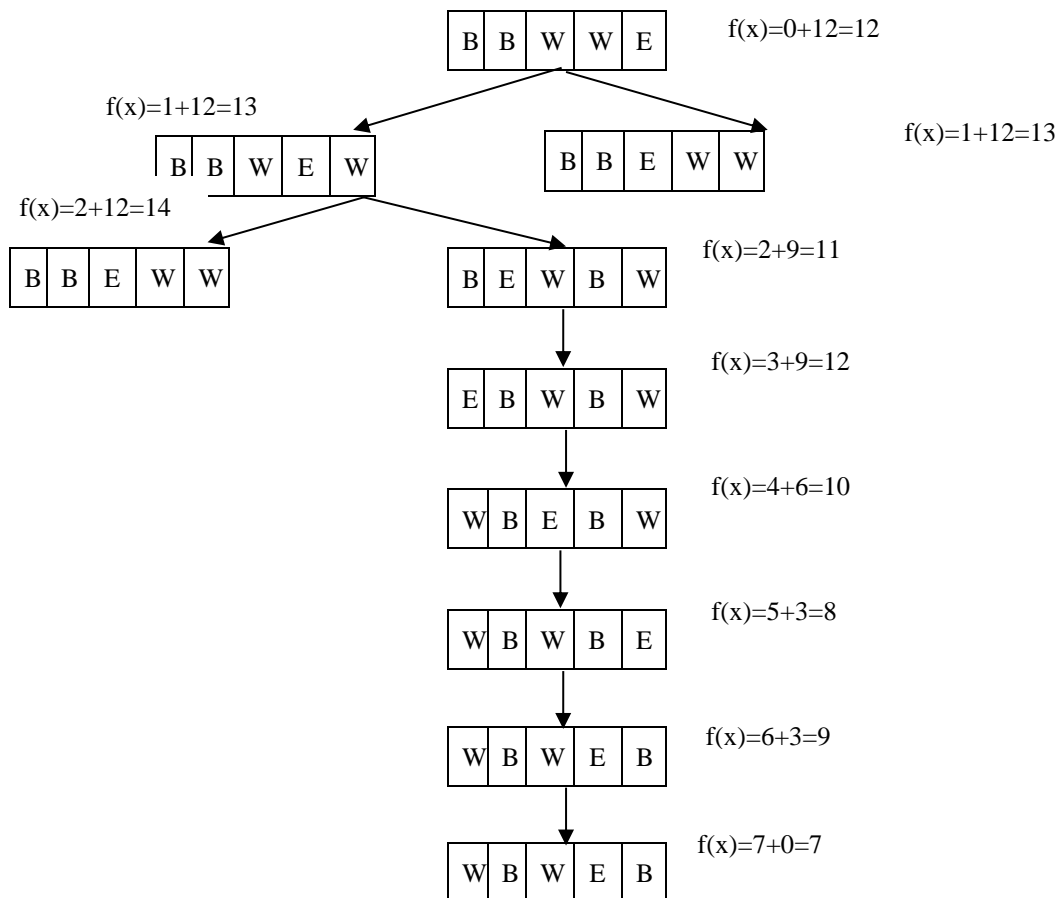 B B W W E
f(x)=0+12=12
f(x)=1+12=13
f(x)=1+12=13
B B W E W
B B E W W
f(x)=2+12=14
f(x)=2+9=11
B B E W W
B E W B W
f(x)=3+9=12
E B W B W
f(x)=4+6=10
W B E B W
f(x)=5+3=8
W B W B E
f(x)=6+3=9
W B W E B
f(x)=7+0=7
W B W E B